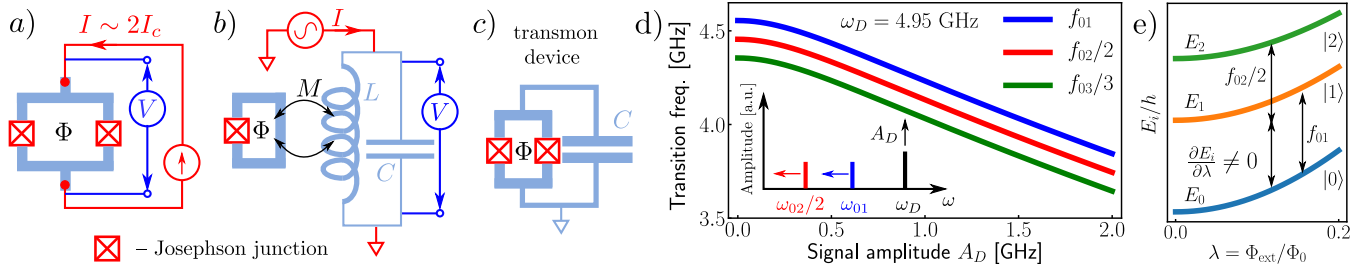 a)
I ∼ 2I_c
V
Φ
– Josephson junction
b)
I
M
L
Φ
V
C
c)
transmon
device
Φ
C
d)
Transition freq. [GHz]
4.5
4.0
3.5
ω_D = 4.95 GHz
f_01
f_02/2
f_03/3
Amplitude [a.u.]
A_D
ω_02/2
ω_01
ω_D
ω
0.0
0.5
1.0
1.5
2.0
Signal amplitude A_D [GHz]
e)
E_i/h
E_2
|2⟩
f_02/2
E_1
|1⟩
f_01
∂E_i/∂λ ≠ 0
E_0
|0⟩
0.0
0.2
λ = Φ_ext/Φ_0